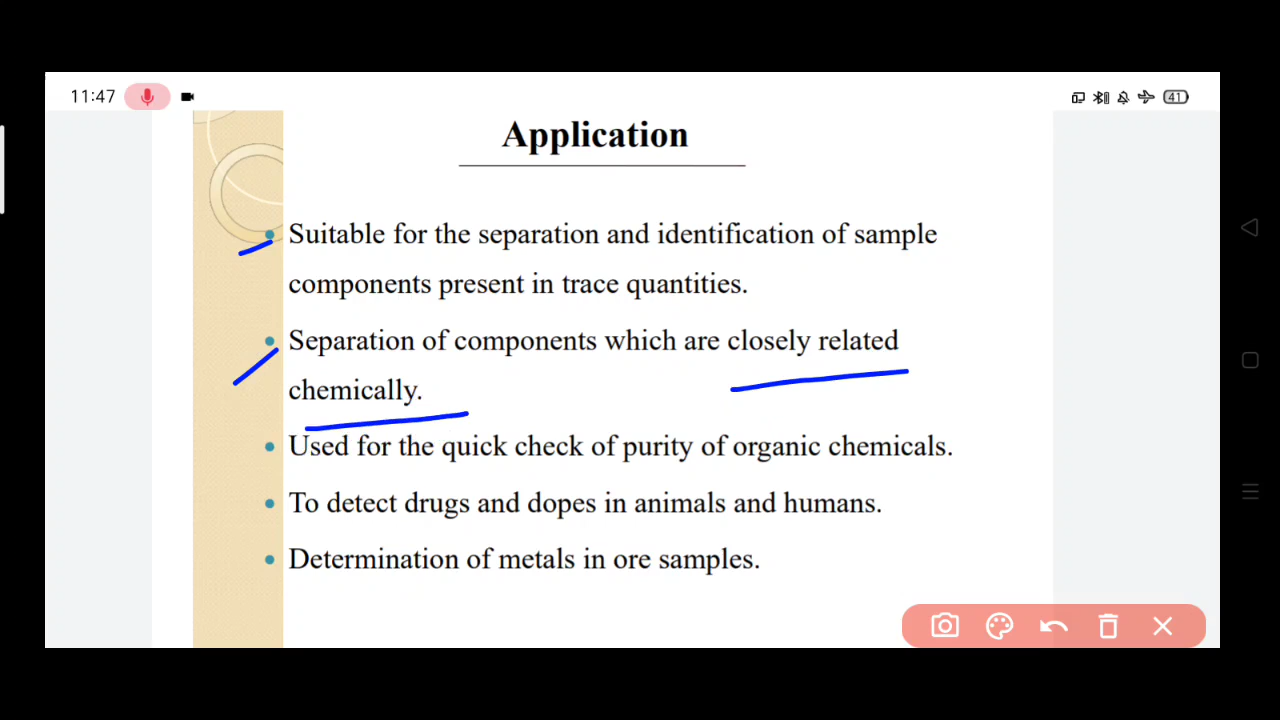 11:47
41
Application
Suitable for the separation and identification of sample
components present in trace quantities.
Separation of components which are closely related
chemically.
Used for the quick check of purity of organic chemicals.
To detect drugs and dopes in animals and humans.
Determination of metals in ore samples.